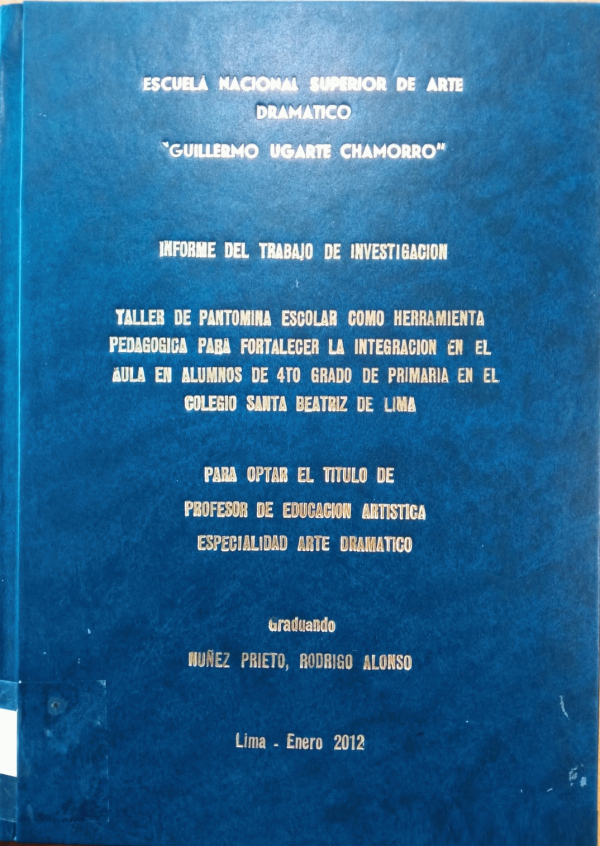 ESCUELA NACIONAL SUPERIOR DE ARTE
DRAMATICO
"GUILLERMO UGARTE CHAMORRO"
INFORME DEL TRABAJO DE INVESTIGACION
TALLER DE PANTOMINA ESCOLAR COMO HERRAMIENTA
PEDAGOGICA PARA FORTALECER LA INTEGRACION EN EL
AULA EN ALUMNOS DE 4TO GRADO DE PRIMARIA EN EL
COLEGIO SANTA BEATRIZ DE LIMA
PARA OPTAR EL TITULO DE
PROFESOR DE EDUCACION ARTISTICA
ESPECIALIDAD ARTE DRAMATICO
Graduando
NUÑEZ PRIETO, RODRIGO ALONSO
Lima - Enero 2012